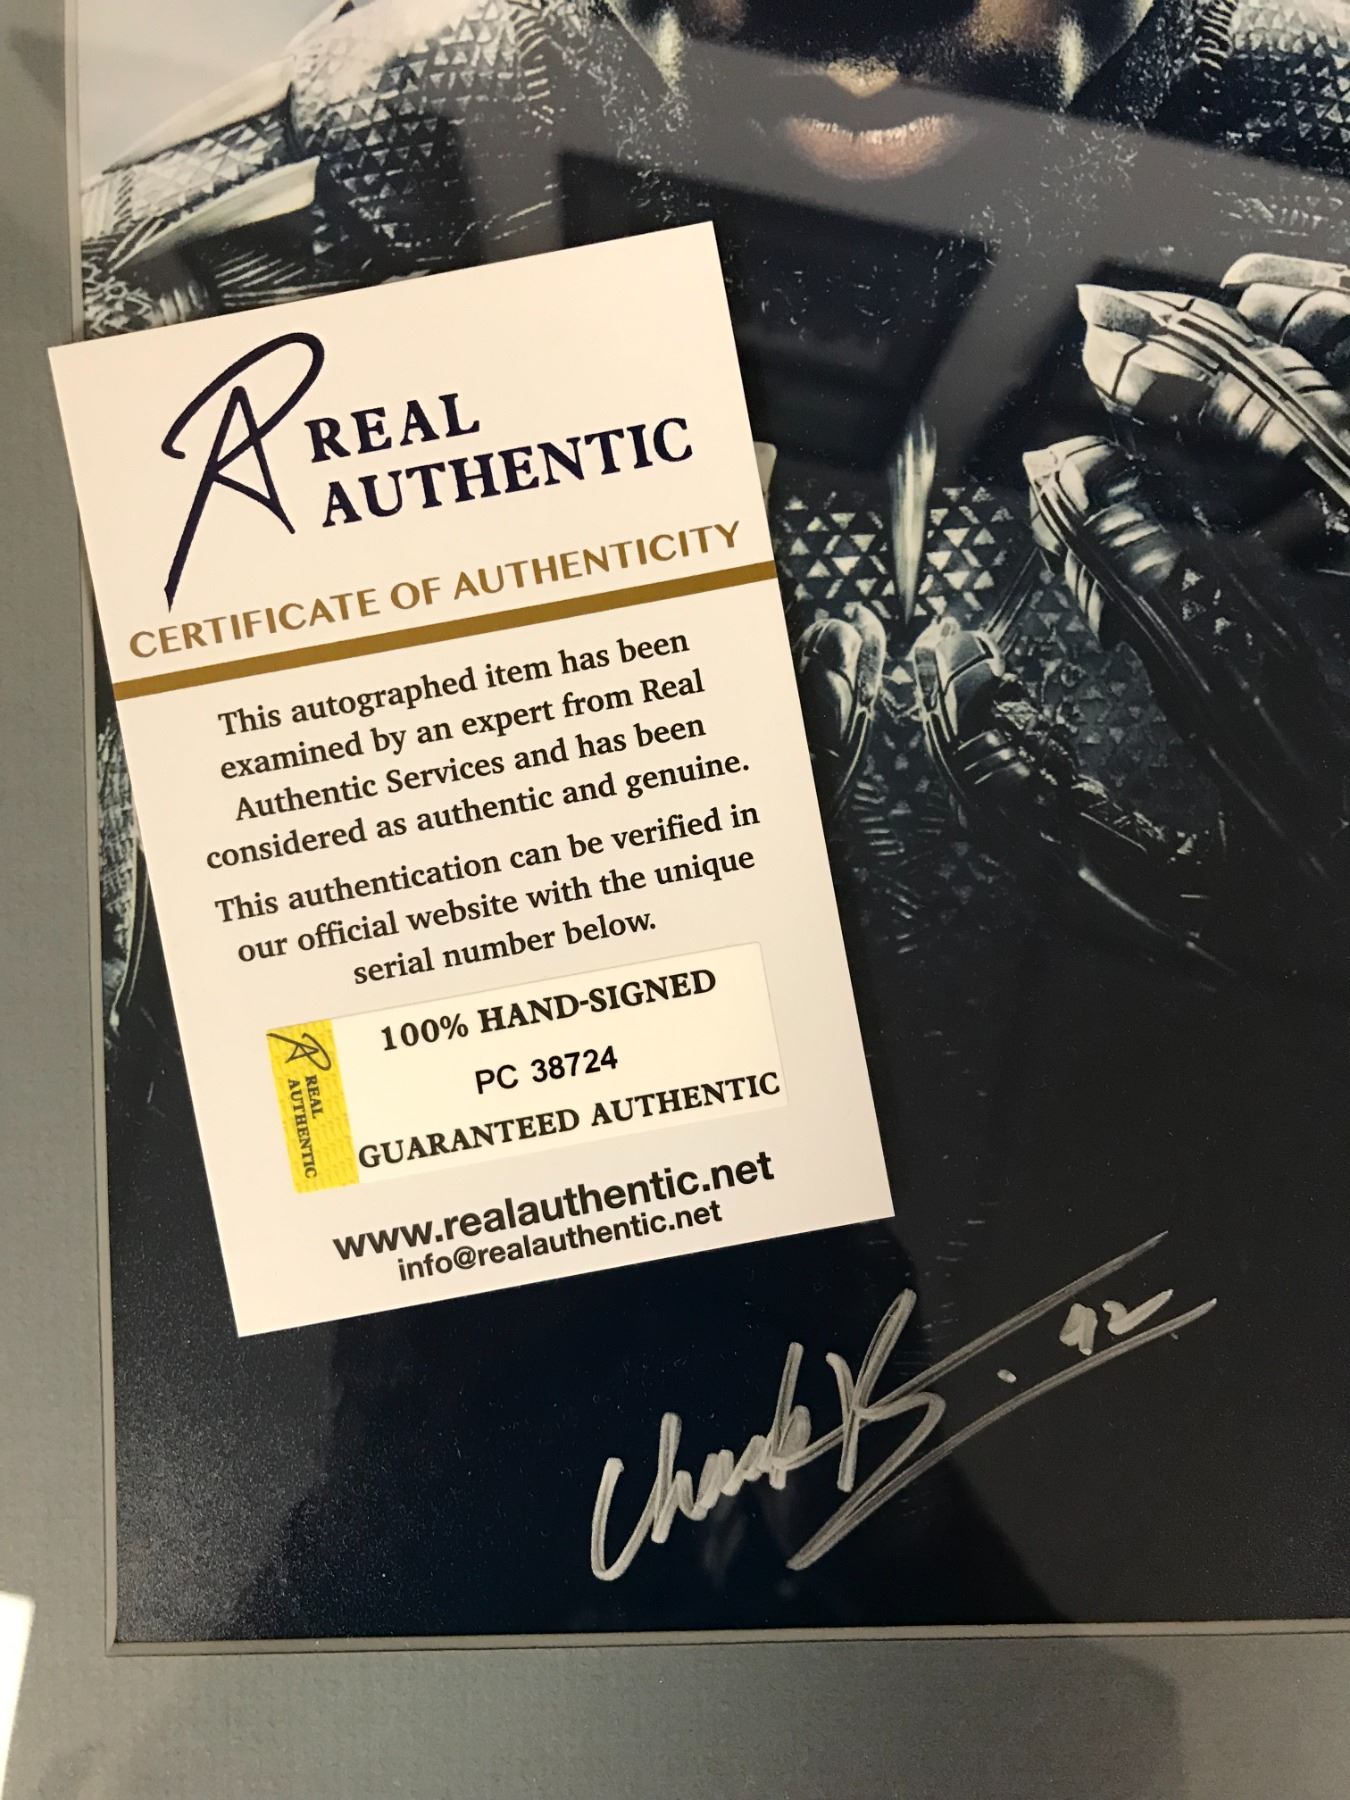 REAL
AUTHENTIC
CERTIFICATE OF AUTHENTICITY
This autographed item has been
examined by an expert from Real
Authentic Services and has been
considered as authentic and genuine.
This authentication can be verified in
our official website with the unique
serial number below.
REAL
AUTHENTIC
100% HAND-SIGNED
PC 38724
GUARANTEED AUTHENTIC
www.realauthentic.net
info@realauthentic.net